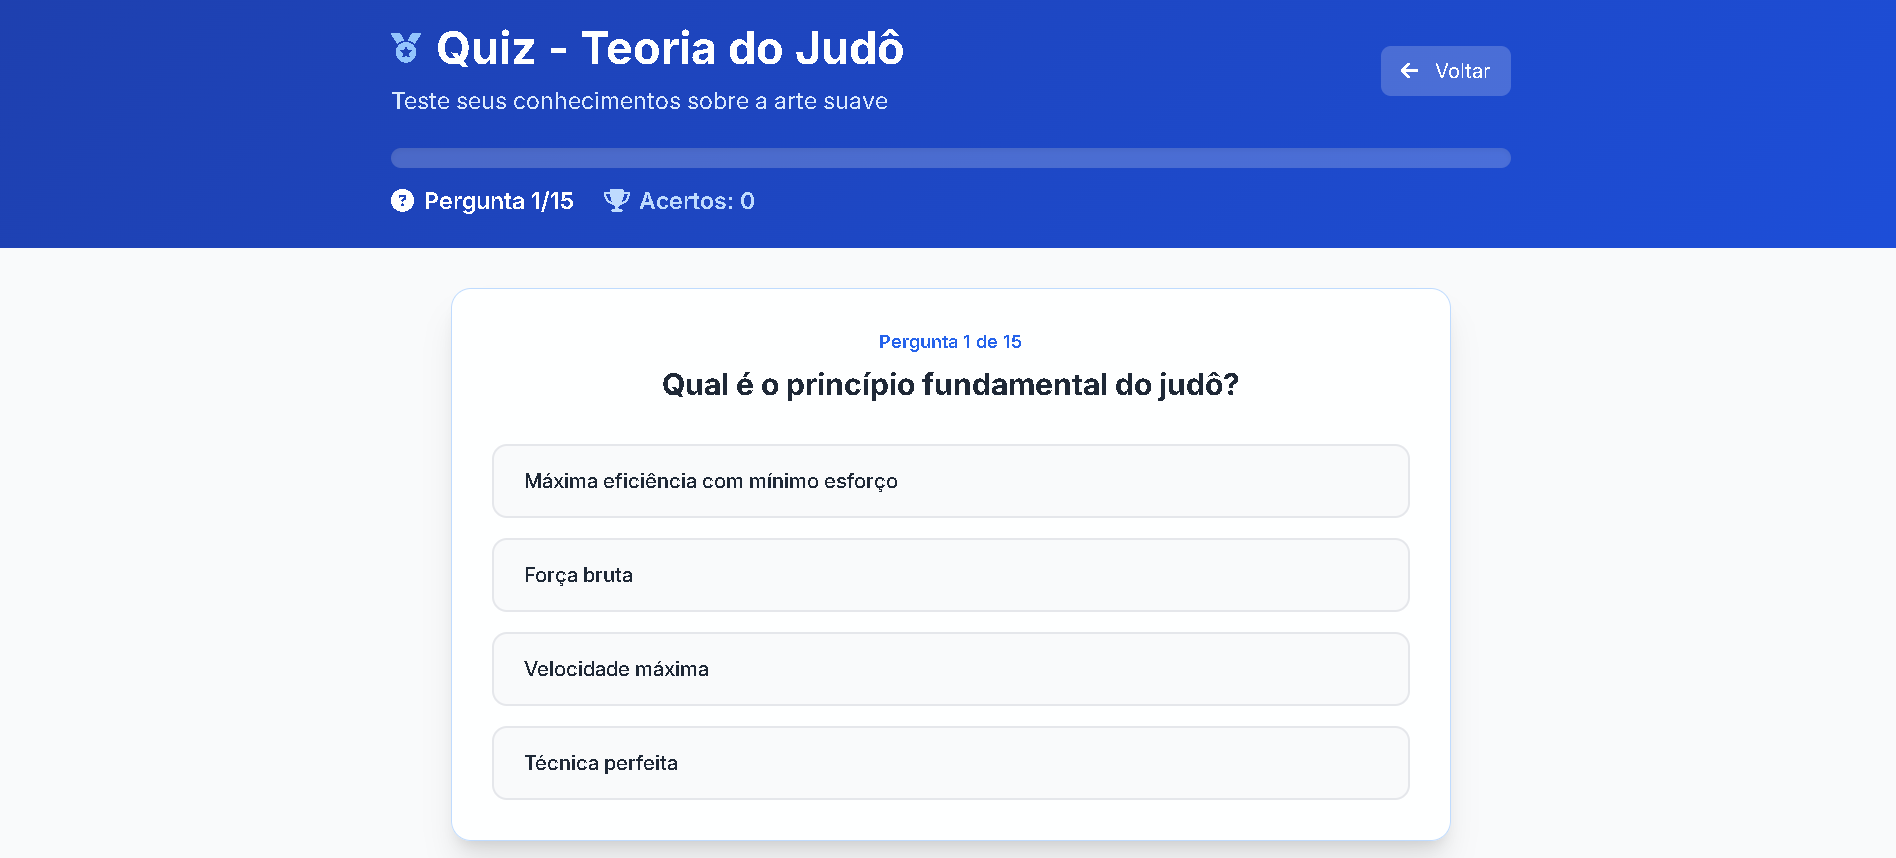 Quiz - Teoria do Judô
Teste seus conhecimentos sobre a arte suave
Voltar
Pergunta 1/15
Acertos: 0
Pergunta 1 de 15
Qual é o princípio fundamental do judô?
Máxima eficiência com mínimo esforço
Força bruta
Velocidade máxima
Técnica perfeita